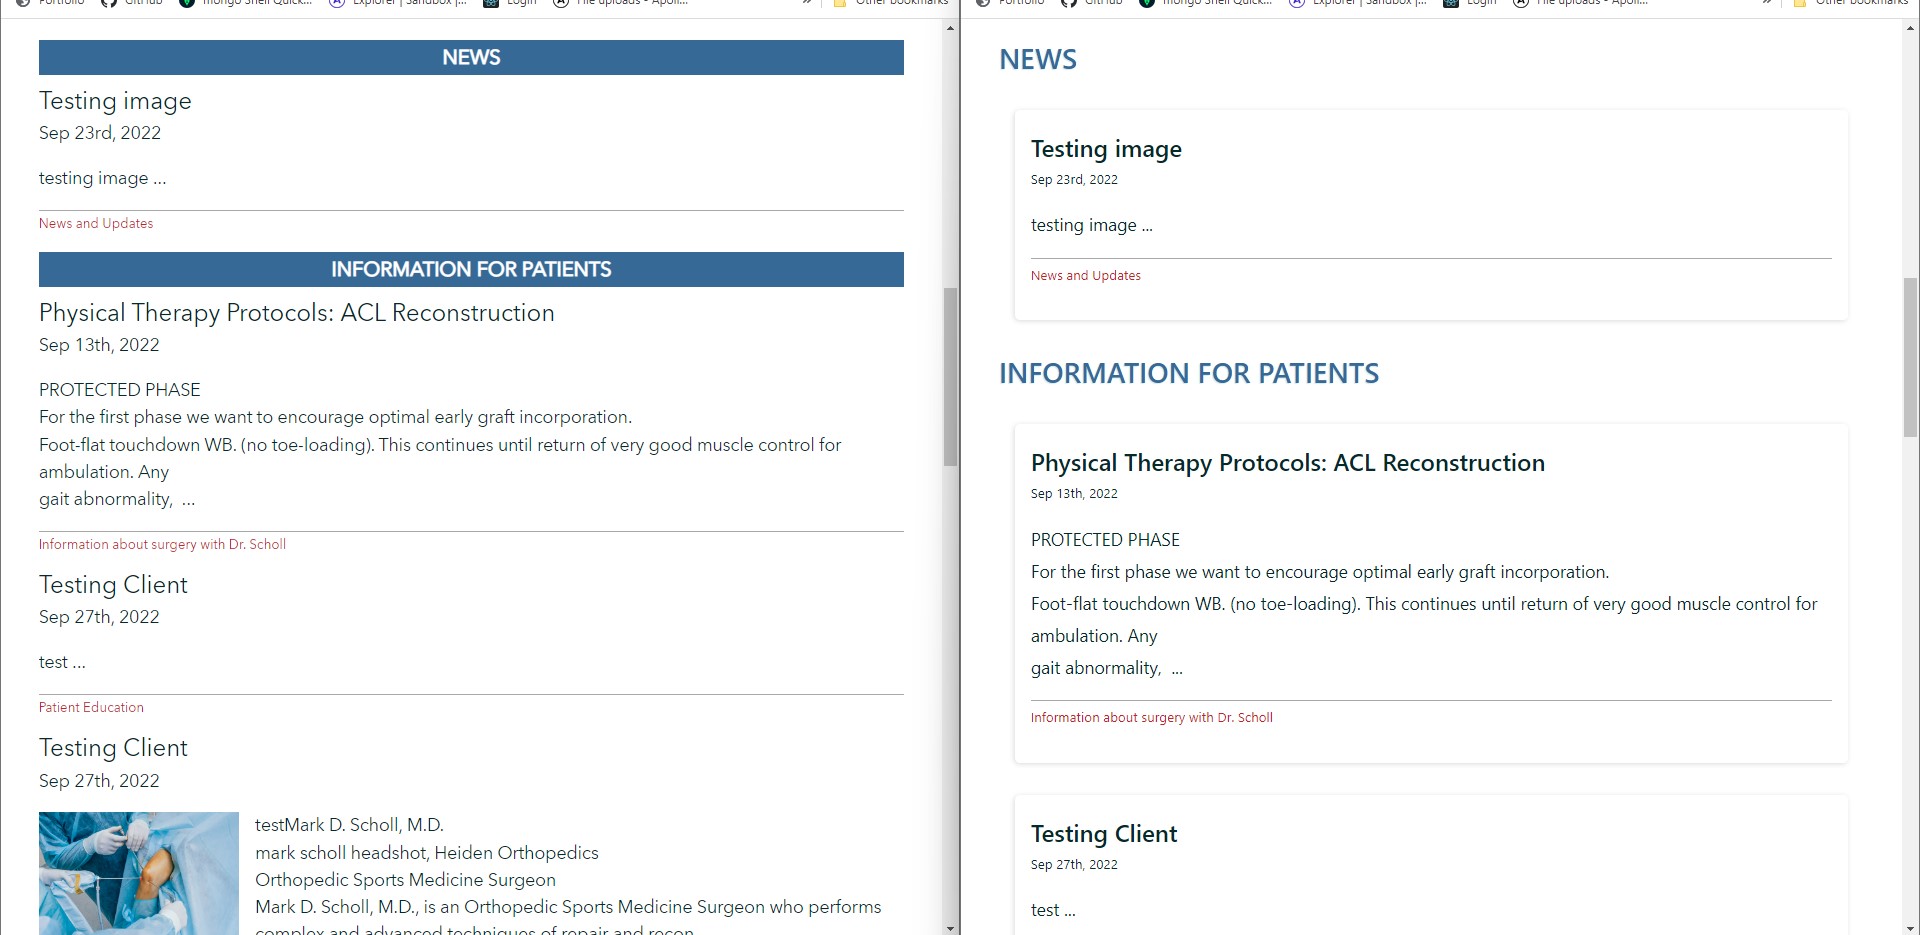 Portfolio GitHub mongo Shell Quick... Explorer | Sandbox |... Login File uploads - Apoll... » Other bookmarks
NEWS
Testing image
Sep 23rd, 2022
testing image ...
News and Updates
INFORMATION FOR PATIENTS
Physical Therapy Protocols: ACL Reconstruction
Sep 13th, 2022
PROTECTED PHASE
For the first phase we want to encourage optimal early graft incorporation.
Foot-flat touchdown WB. (no toe-loading). This continues until return of very good muscle control for
ambulation. Any
gait abnormality, ...
Information about surgery with Dr. Scholl
Testing Client
Sep 27th, 2022
test ...
Patient Education
Testing Client
Sep 27th, 2022
testMark D. Scholl, M.D.
mark scholl headshot, Heiden Orthopedics
Orthopedic Sports Medicine Surgeon
Mark D. Scholl, M.D., is an Orthopedic Sports Medicine Surgeon who performs
complex and advanced techniques of repair and recon
Portfolio GitHub mongo Shell Quick... Explorer | Sandbox |... Login File uploads - Apoll... » Other bookmarks
NEWS
Testing image
Sep 23rd, 2022
testing image ...
News and Updates
INFORMATION FOR PATIENTS
Physical Therapy Protocols: ACL Reconstruction
Sep 13th, 2022
PROTECTED PHASE
For the first phase we want to encourage optimal early graft incorporation.
Foot-flat touchdown WB. (no toe-loading). This continues until return of very good muscle control for
ambulation. Any
gait abnormality, ...
Information about surgery with Dr. Scholl
Testing Client
Sep 27th, 2022
test ...